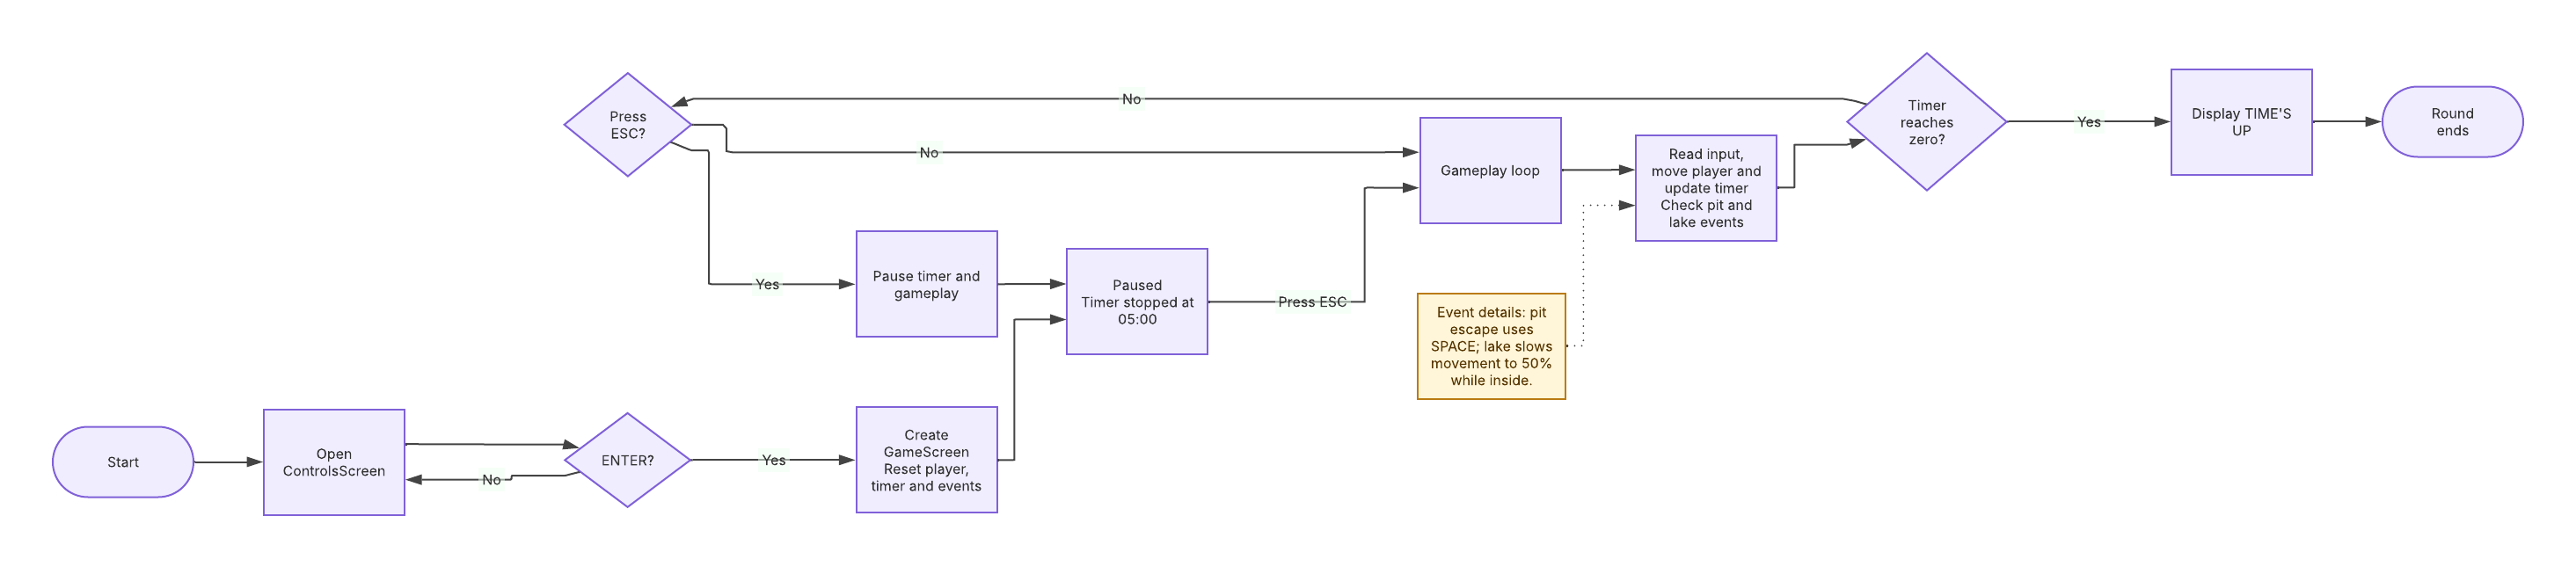 Press
ESC?
No
No
Yes
Timer
reaches
zero?
Yes
Display TIME'S
UP
Round
ends
Gameplay loop
Read input,
move player and
update timer
Check pit and
lake events
Pause timer and
gameplay
Paused
Timer stopped at
05:00
Press ESC
Event details: pit
escape uses
SPACE; lake slows
movement to 50%
while inside.
Start
Open
ControlsScreen
No
ENTER?
Yes
Create
GameScreen
Reset player,
timer and events